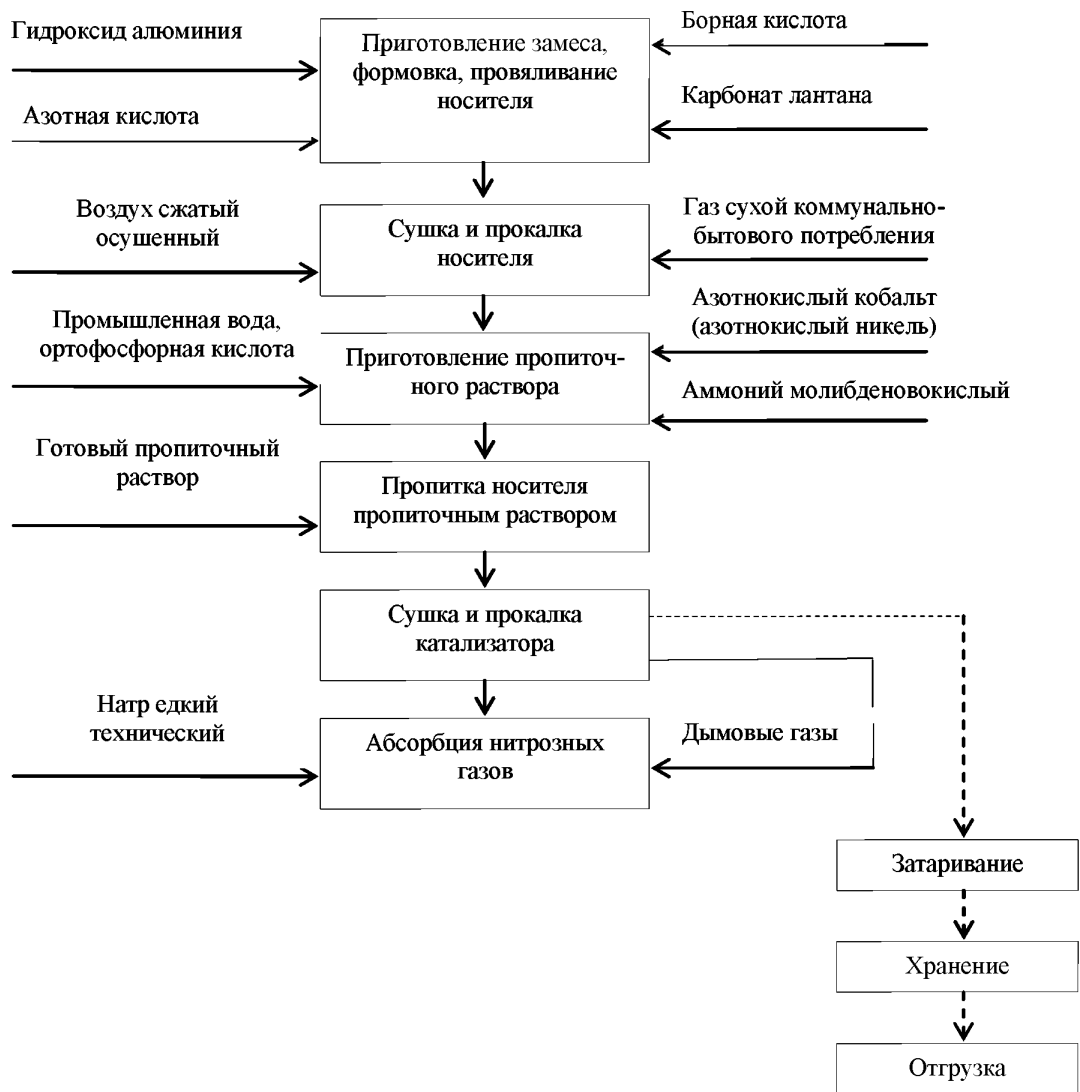 Гидроксид алюминия
Азотная кислота
Приготовление замеса,
формовка, провяливание
носителя
Борная кислота
Карбонат лантана
Воздух сжатый
осушенный
Сушка и прокалка
носителя
Газ сухой коммунально-
бытового потребления
Промышленная вода,
ортофосфорная кислота
Приготовление пропиточ-
ного раствора
Азотнокислый кобальт
(азотнокислый никель)
Аммоний молибденовокислый
Готовый пропиточный
раствор
Пропитка носителя
пропиточным раствором
Сушка и прокалка
катализатора
Натр едкий
технический
Абсорбция нитрозных
газов
Дымовые газы
Затаривание
Хранение
Отгрузка